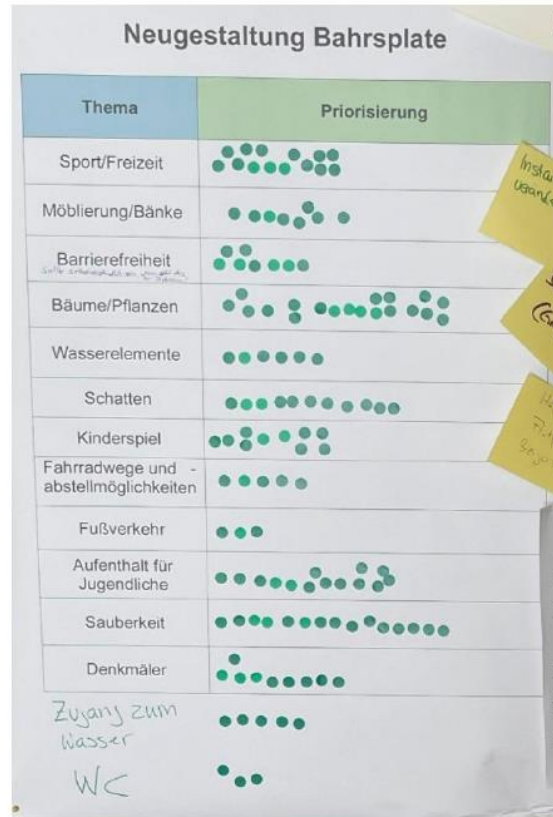 Neugestaltung Bahrsplate
Thema
Priorisierung
Sport/Freizeit
Möblierung/Bänke
Barrierefreiheit
Bäume/Pflanzen
Wasserelemente
Schatten
Kinderspiel
Fahrradwege und -
abstellmöglichkeiten
Fußverkehr
Aufenthalt für
Jugendliche
Sauberkeit
Denkmäler
Zugang zum
Wasser
WC